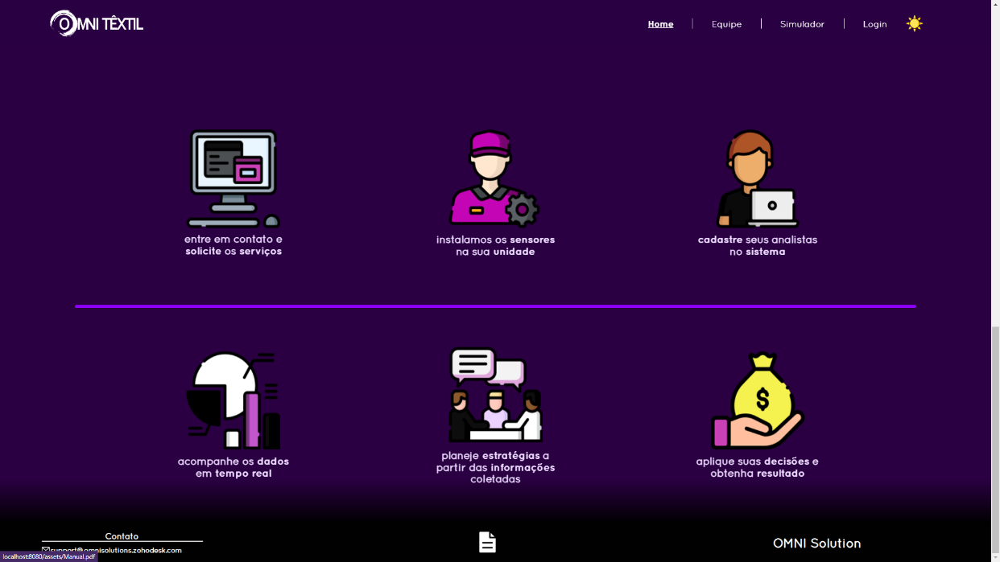 OMNI TÊXTIL
Home
Equipe
Simulador
Login
entre em contato e
solicite os serviços
instalamos os sensores
na sua unidade
cadastre seus analistas
no sistema
acompanhe os dados
em tempo real
planeje estratégias a
partir das informações
coletadas
$
aplique suas decisões e
obtenha resultado
Contato
support@omnisolutions.zohodesk.com
OMNI Solution
localhost:8080/assets/Manual.pdf